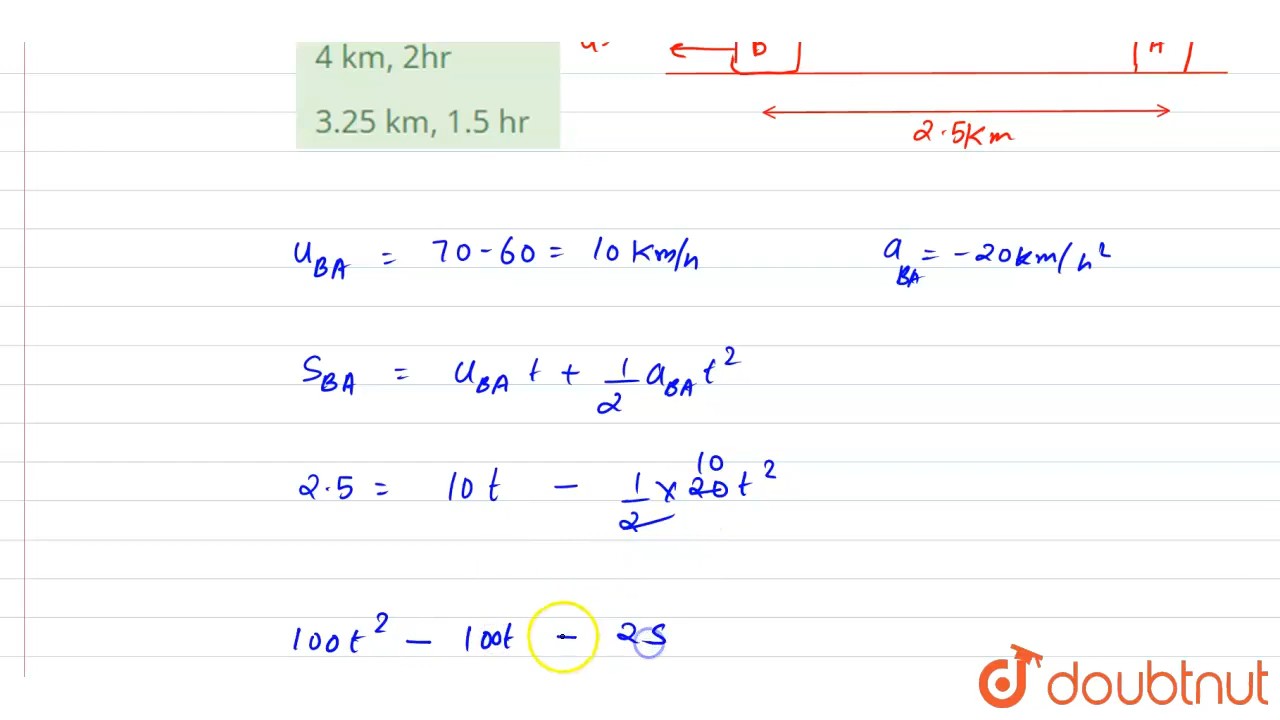 4 km, 2hr
3.25 km, 1.5 hr
2.5Km
u_BA = 70-60 = 10 Km/h
a_BA = -20km/h²
S_BA = u_BA t + 1/2 a_BA t²
2.5 = 10t - 1/2 × 20 t²
10
100t² - 100t - 25
doubtnut